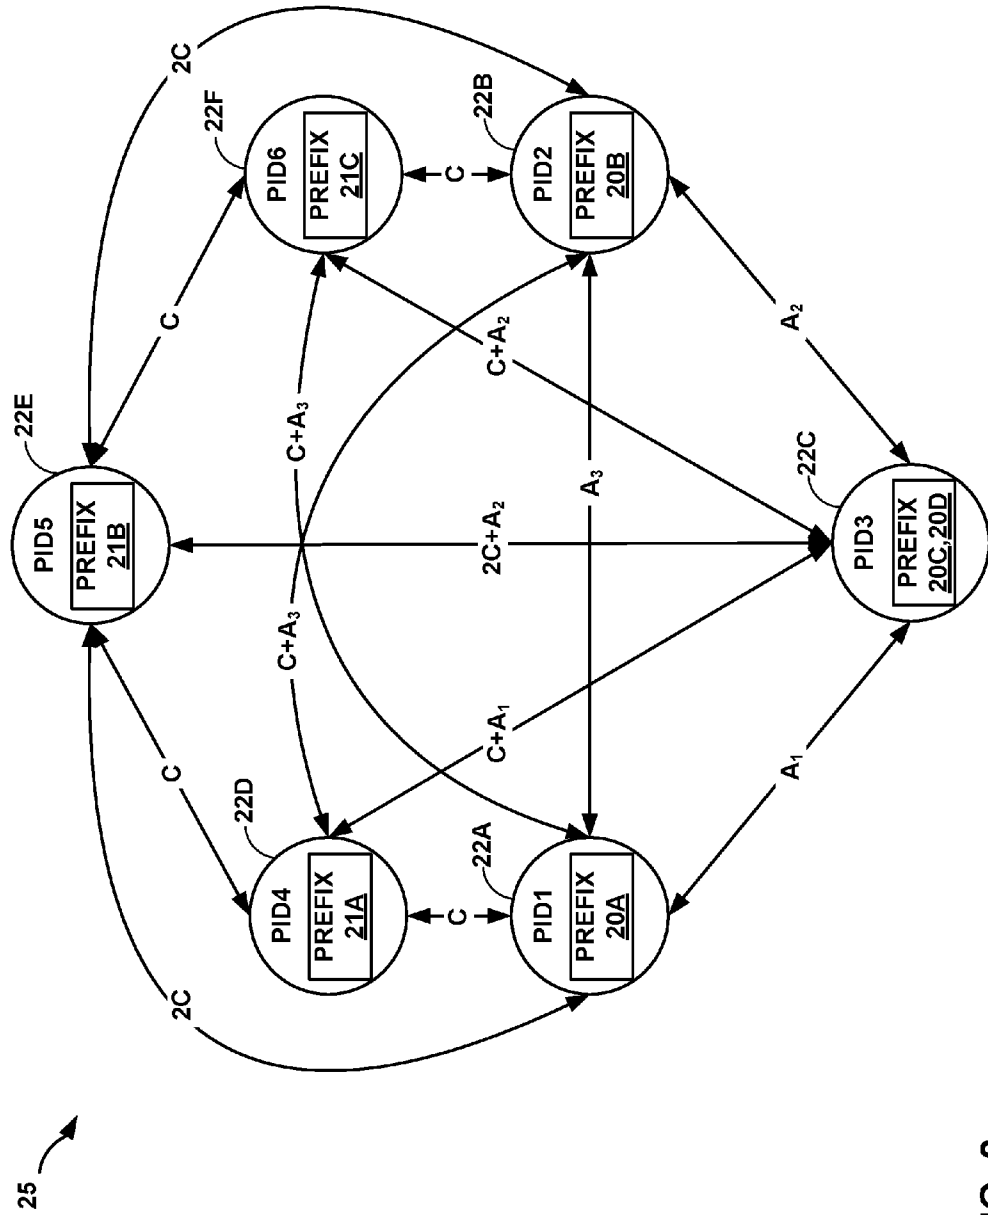 25
22E
PID5
PREFIX
21B
2C
2C
C
C
22D
22F
PID4
PREFIX
21A
PID6
PREFIX
21C
C+A3
C+A3
C
C
C+A1
2C+A2
C+A2
22A
22B
PID1
PREFIX
20A
A3
PID2
PREFIX
20B
A1
A2
22C
PID3
PREFIX
20C,20D